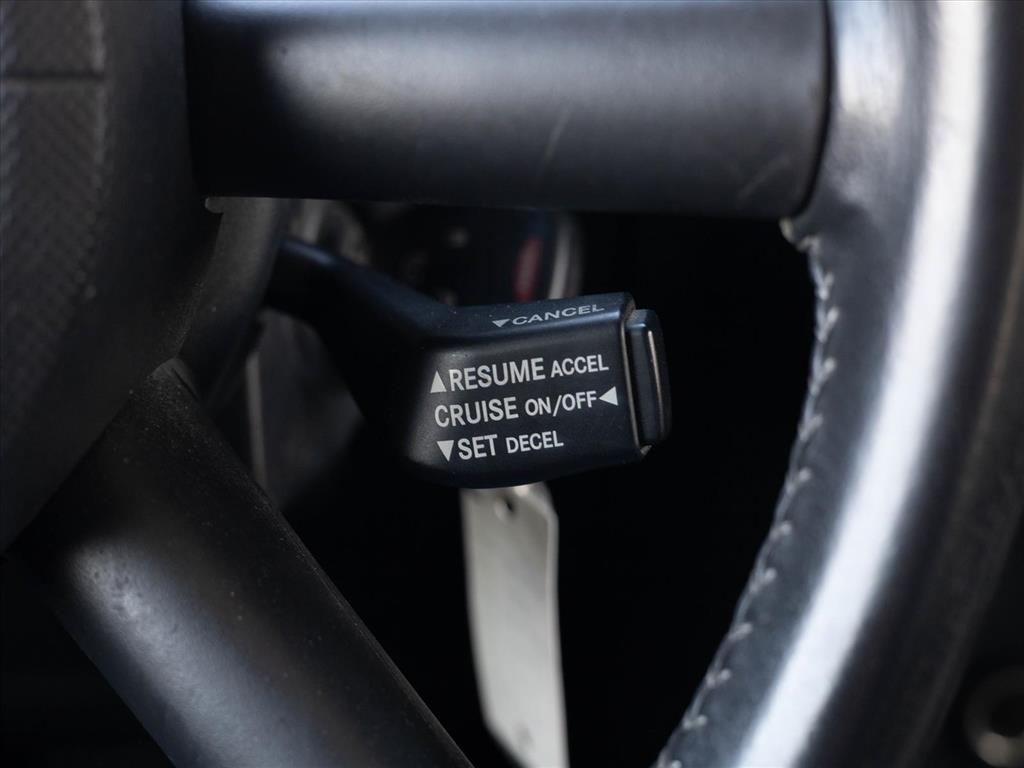 ▼CANCEL
▲RESUME ACCEL
CRUISE ON/OFF◀
▼SET DECEL